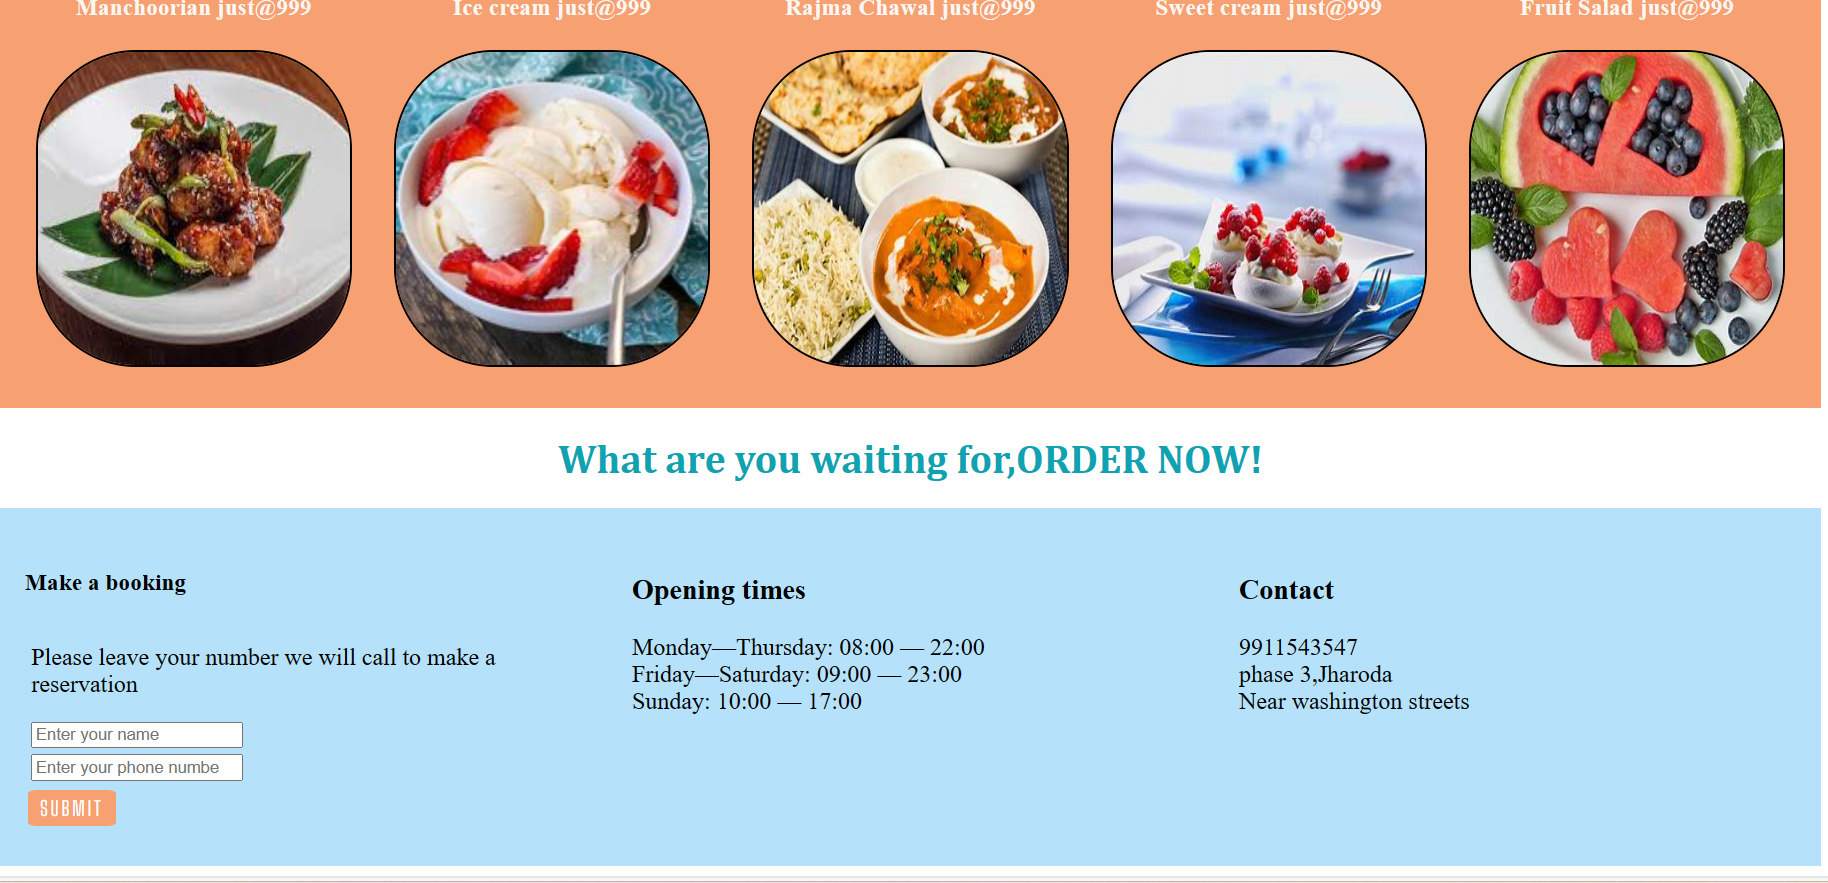 Manchoorian just@999
Ice cream just@999
Rajma Chawal just@999
Sweet cream just@999
Fruit Salad just@999
What are you waiting for,ORDER NOW!
Make a booking
Please leave your number we will call to make a
reservation
Enter your name
Enter your phone numbe
SUBMIT
Opening times
Monday—Thursday: 08:00 — 22:00
Friday—Saturday: 09:00 — 23:00
Sunday: 10:00 — 17:00
Contact
9911543547
phase 3,Jharoda
Near washington streets